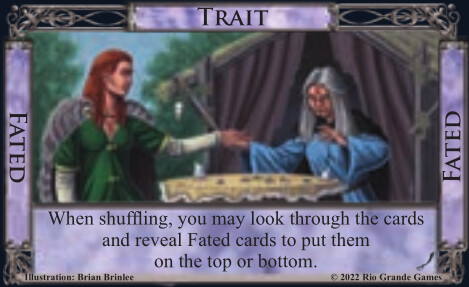 TRAIT
FATED
FATED
When shuffling, you may look through the cards
and reveal Fated cards to put them
on the top or bottom.
Illustration: Brian Brinlee
© 2022 Rio Grande Games